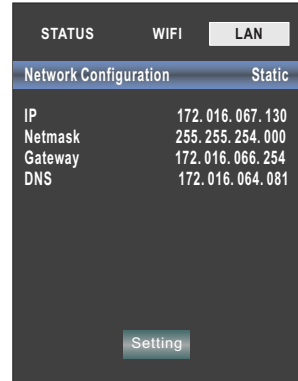 STATUS WIFI LAN
Network Configuration Static
IP 172.016.067.130
Netmask 255.255.254.000
Gateway 172.016.066.254
DNS 172.016.064.081
Setting